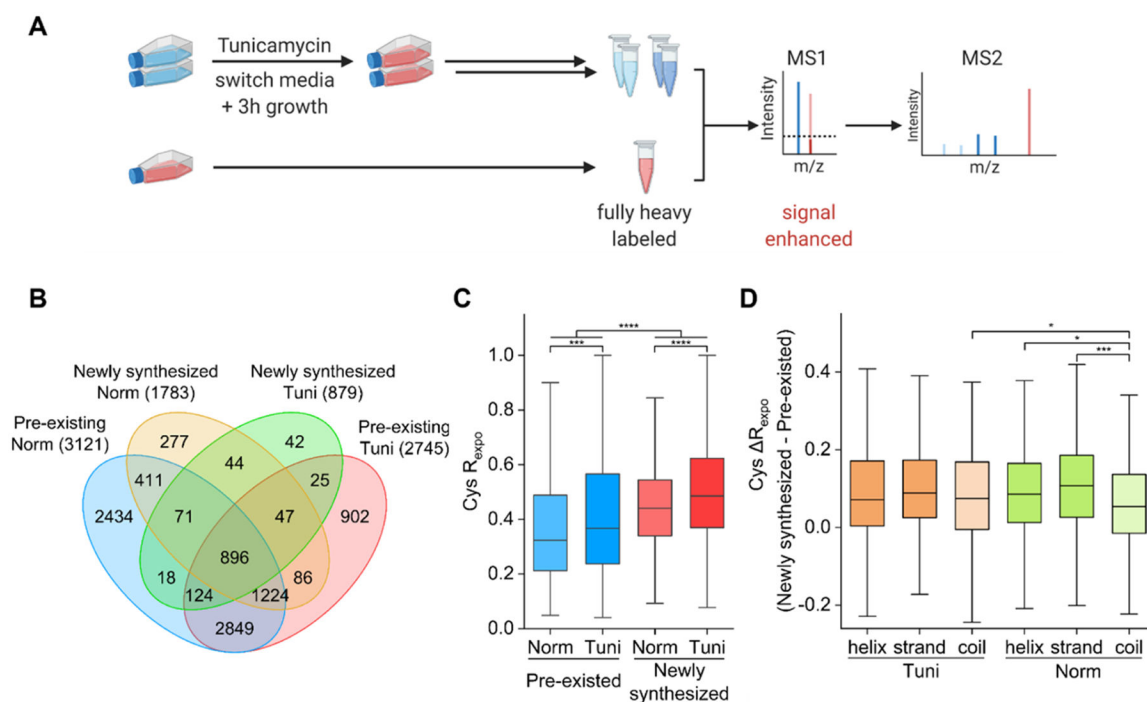 A
Tunicamycin
switch media
+ 3h growth
fully heavy
labeled
MS1
Intensity
m/z
signal
enhanced
MS2
Intensity
m/z
B
Newly synthesized
Norm (1783)
Newly synthesized
Tuni (879)
Pre-existing
Norm (3121)
Pre-existing
Tuni (2745)
277
42
411
44
25
2434
71
47
902
896
18
86
124
1224
2849
C
Cys Rexpo
1.0
0.8
0.6
0.4
0.2
0.0
***
****
****
Norm Tuni Norm Tuni
Pre-existed
Newly
synthesized
D
Cys ΔRexpo
(Newly synthesized - Pre-existed)
0.4
0.2
0.0
-0.2
*
*
***
helix strand coil helix strand coil
Tuni Norm